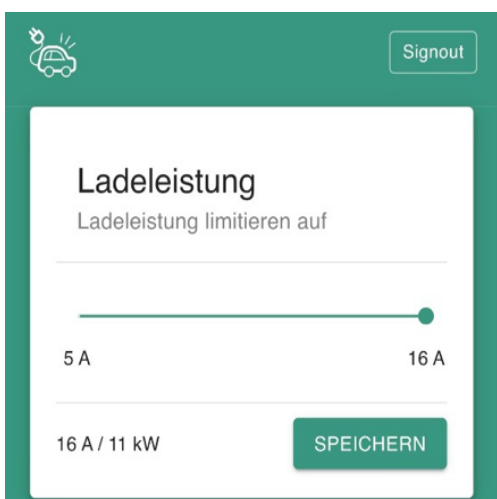 Signout
Ladeleistung
Ladeleistung limitieren auf
5 A 16 A
16 A / 11 kW SPEICHERN